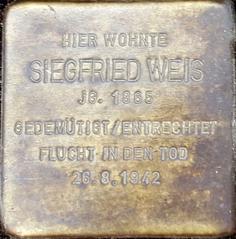 HIER WOHNTE
SIEGFRIED WEIS
JG. 1865
GEDEMÜTIGT/ENTRECHTET
FLUCHT IN DEN TOD
26.8.1942